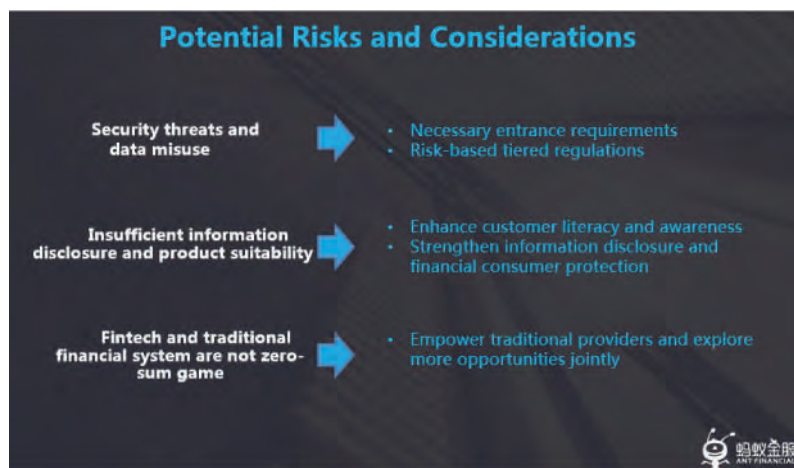 Potential Risks and Considerations
Security threats and
data misuse
• Necessary entrance requirements
• Risk-based tiered regulations
Insufficient information
disclosure and product suitability
• Enhance customer literacy and awareness
• Strengthen information disclosure and
financial consumer protection
Fintech and traditional
financial system are not zero-
sum game
• Empower traditional providers and explore
more opportunities jointly
蚂蚁金服
ANT FINANCIAL